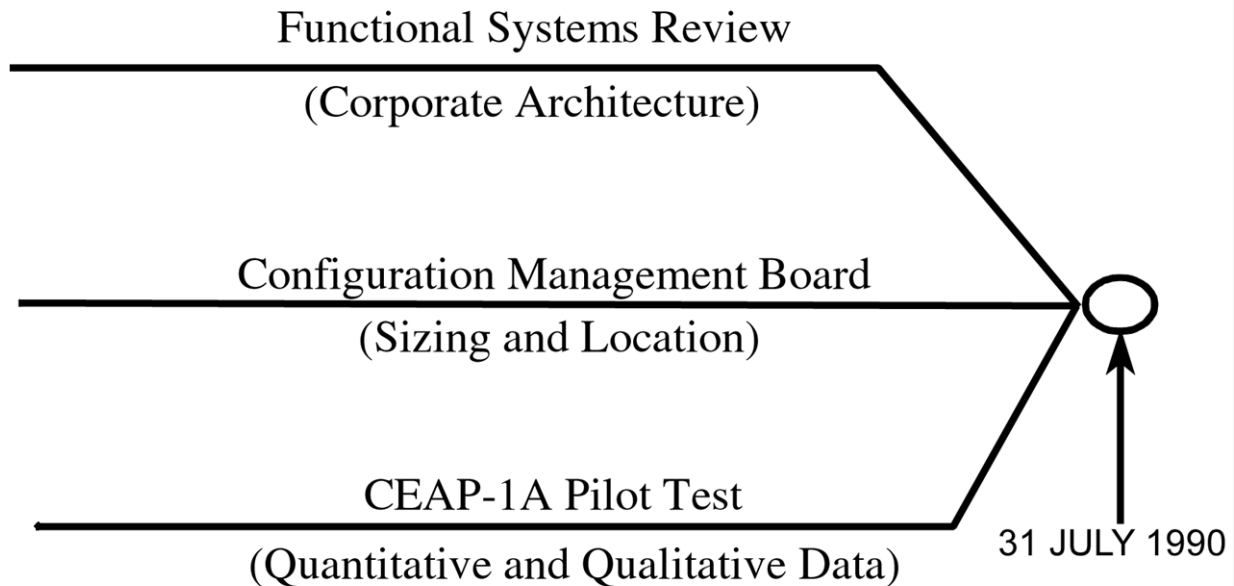 Functional Systems Review
(Corporate Architecture)
Configuration Management Board
(Sizing and Location)
CEAP-1A Pilot Test
(Quantitative and Qualitative Data)
31 JULY 1990